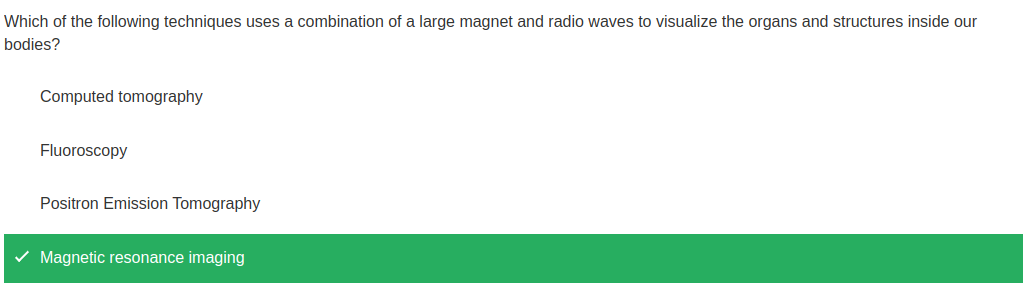 Which of the following techniques uses a combination of a large magnet and radio waves to visualize the organs and structures inside our
bodies?
Computed tomography
Fluoroscopy
Positron Emission Tomography
Magnetic resonance imaging